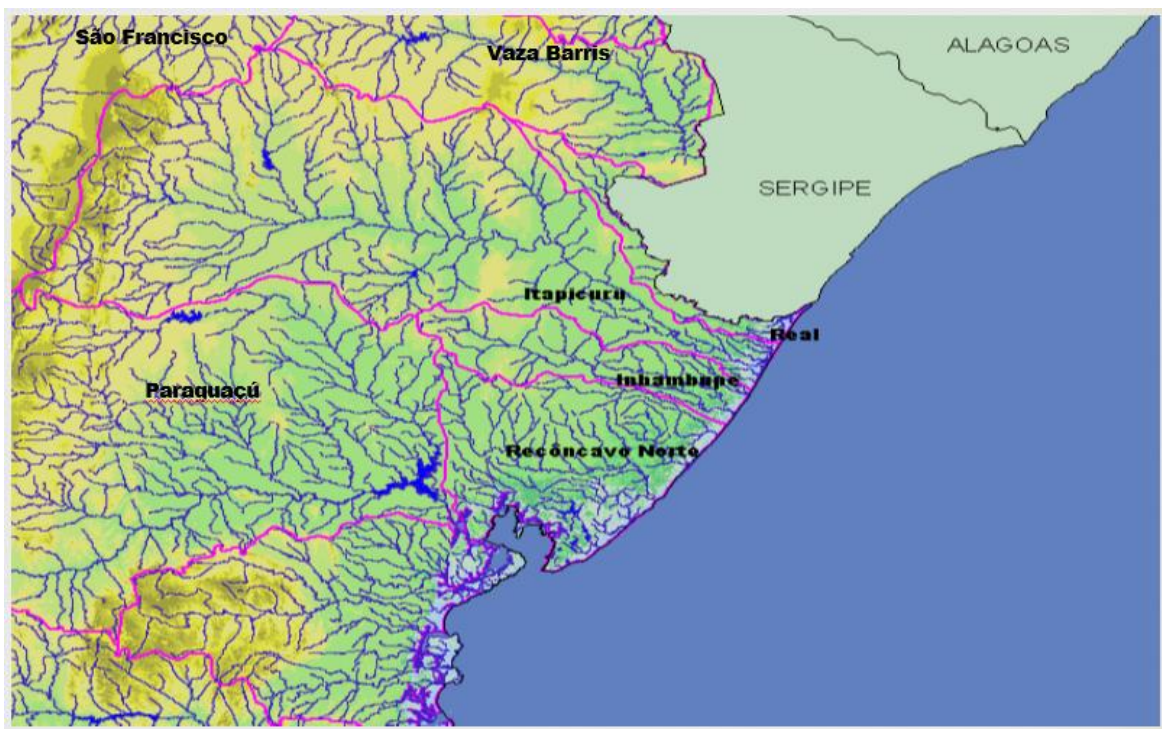 São Francisco
Vaza Barris
ALAGOAS
SERGIPE
Itapicuru
Real
Inhambupe
Paraguaçú
Recôncavo Norte